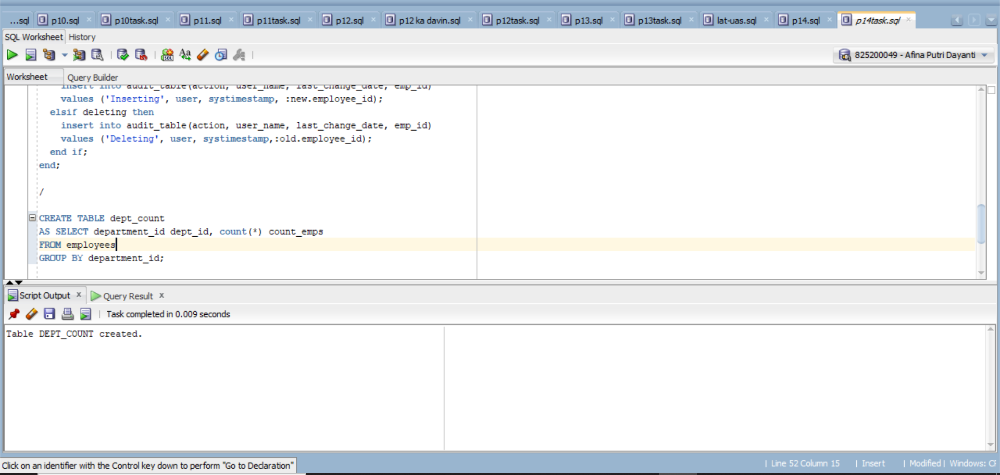 ...sql p10.sql p10task.sql p11.sql p11task.sql p12.sql p12 ka davin.sql p12task.sql p13.sql p13task.sql lat-uas.sql p14.sql p14task.sql
SQL Worksheet History
825200049 - Afina Putri Dayanti
Worksheet Query Builder
insert into audit_table(action, user_name, last_change_date, emp_id)
values ('Inserting', user, systimestamp, :new.employee_id);
elsif deleting then
insert into audit_table(action, user_name, last_change_date, emp_id)
values ('Deleting', user, systimestamp,:old.employee_id);
end if;
end;
/
CREATE TABLE dept_count
AS SELECT department_id dept_id, count(*) count_emps
FROM employees
GROUP BY department_id;
Script Output x Query Result x
Task completed in 0.009 seconds
Table DEPT_COUNT created.
Click on an identifier with the Control key down to perform "Go to Declaration" | Line 52 Column 15 | Insert | Modified | Windows: